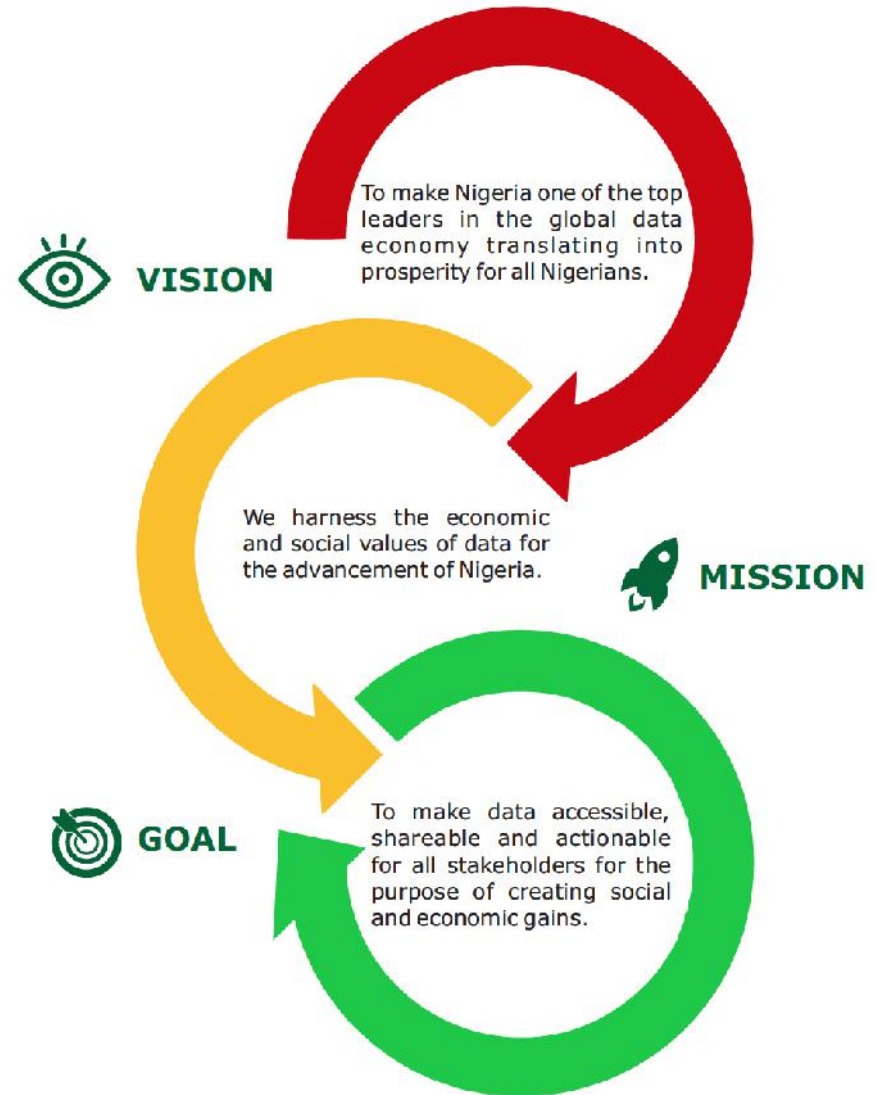 To make Nigeria one of the top
leaders in the global data
economy translating into
prosperity for all Nigerians.
VISION
We harness the economic
and social values of data for
the advancement of Nigeria.
MISSION
To make data accessible,
shareable and actionable
for all stakeholders for the
purpose of creating social
and economic gains.
GOAL